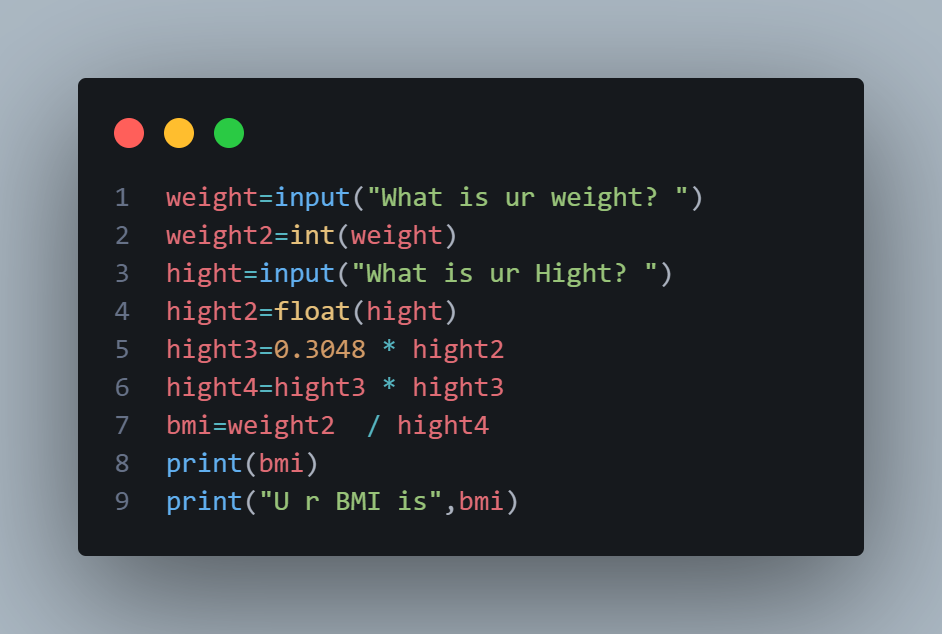 1 weight=input("What is ur weight? ")
2 weight2=int(weight)
3 hight=input("What is ur Hight? ")
4 hight2=float(hight)
5 hight3=0.3048 * hight2
6 hight4=hight3 * hight3
7 bmi=weight2  / hight4
8 print(bmi)
9 print("U r BMI is",bmi)